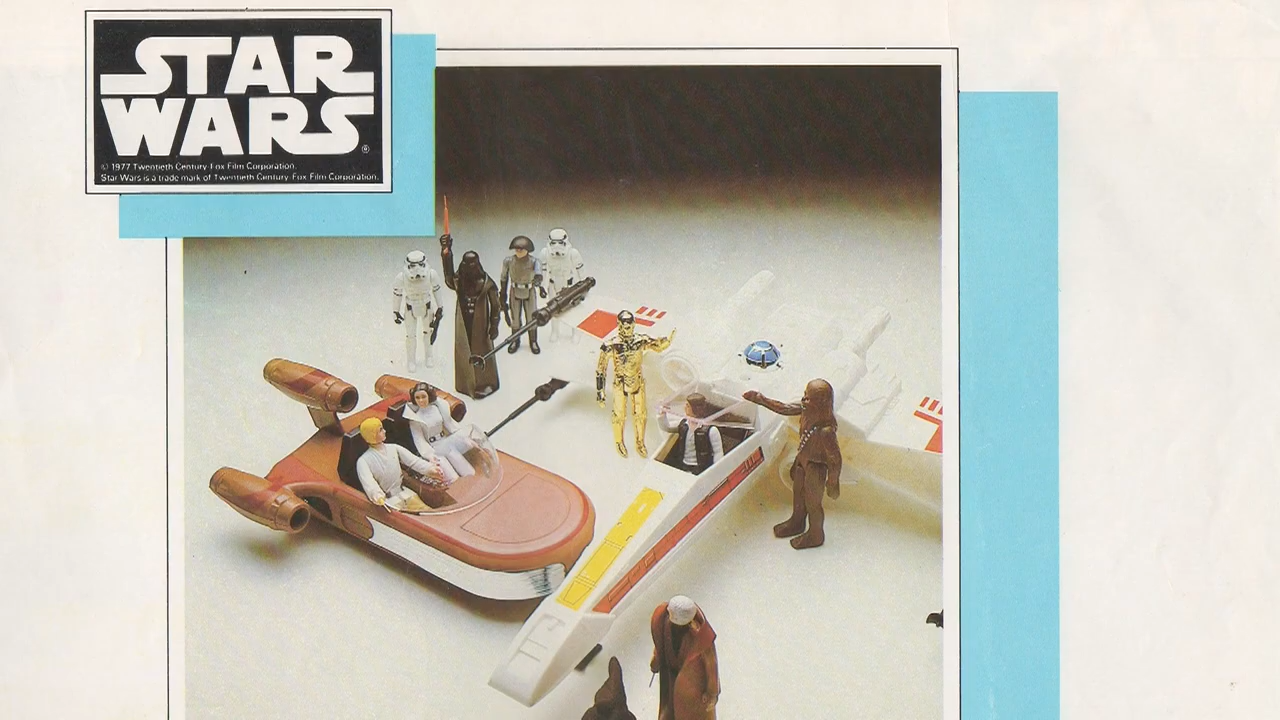 STAR
WARS®
© 1977 Twentieth Century-Fox Film Corporation.
Star Wars is a trade mark of Twentieth Century-Fox Film Corporation.